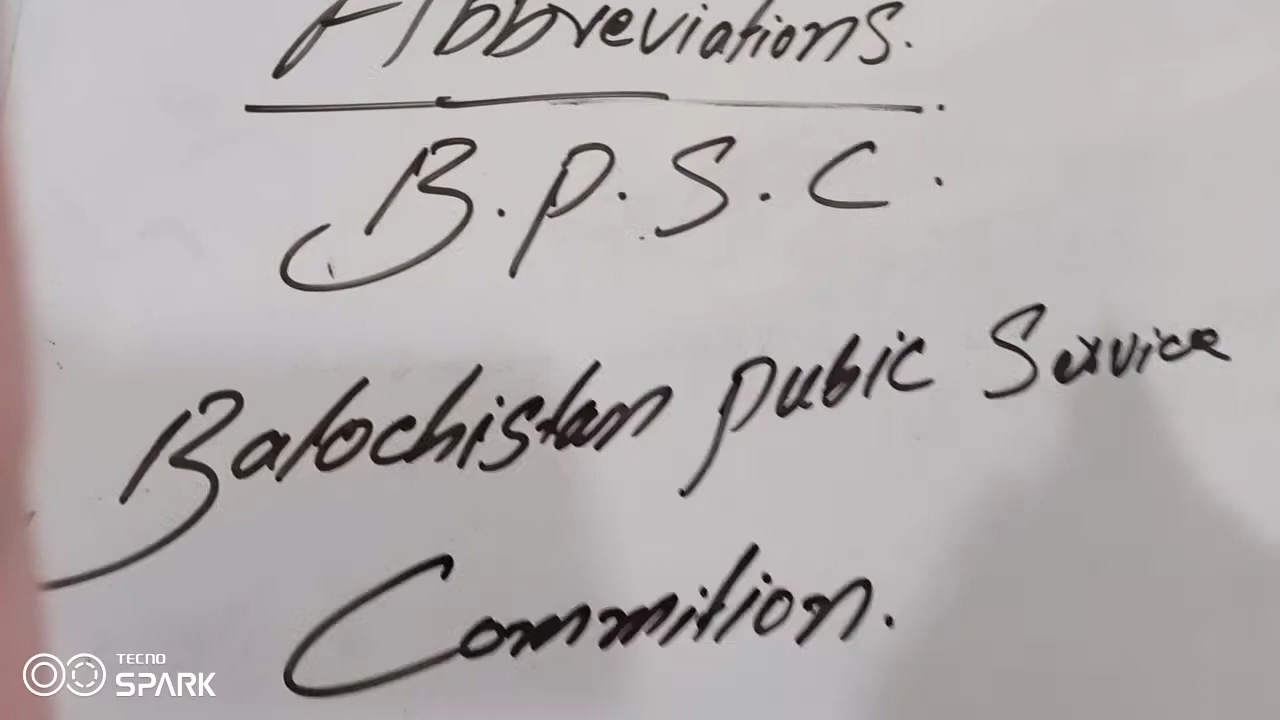 Abbreviations.
B.P.S.C.
Balochistan pubic Service
Commition.
TECNO
SPARK